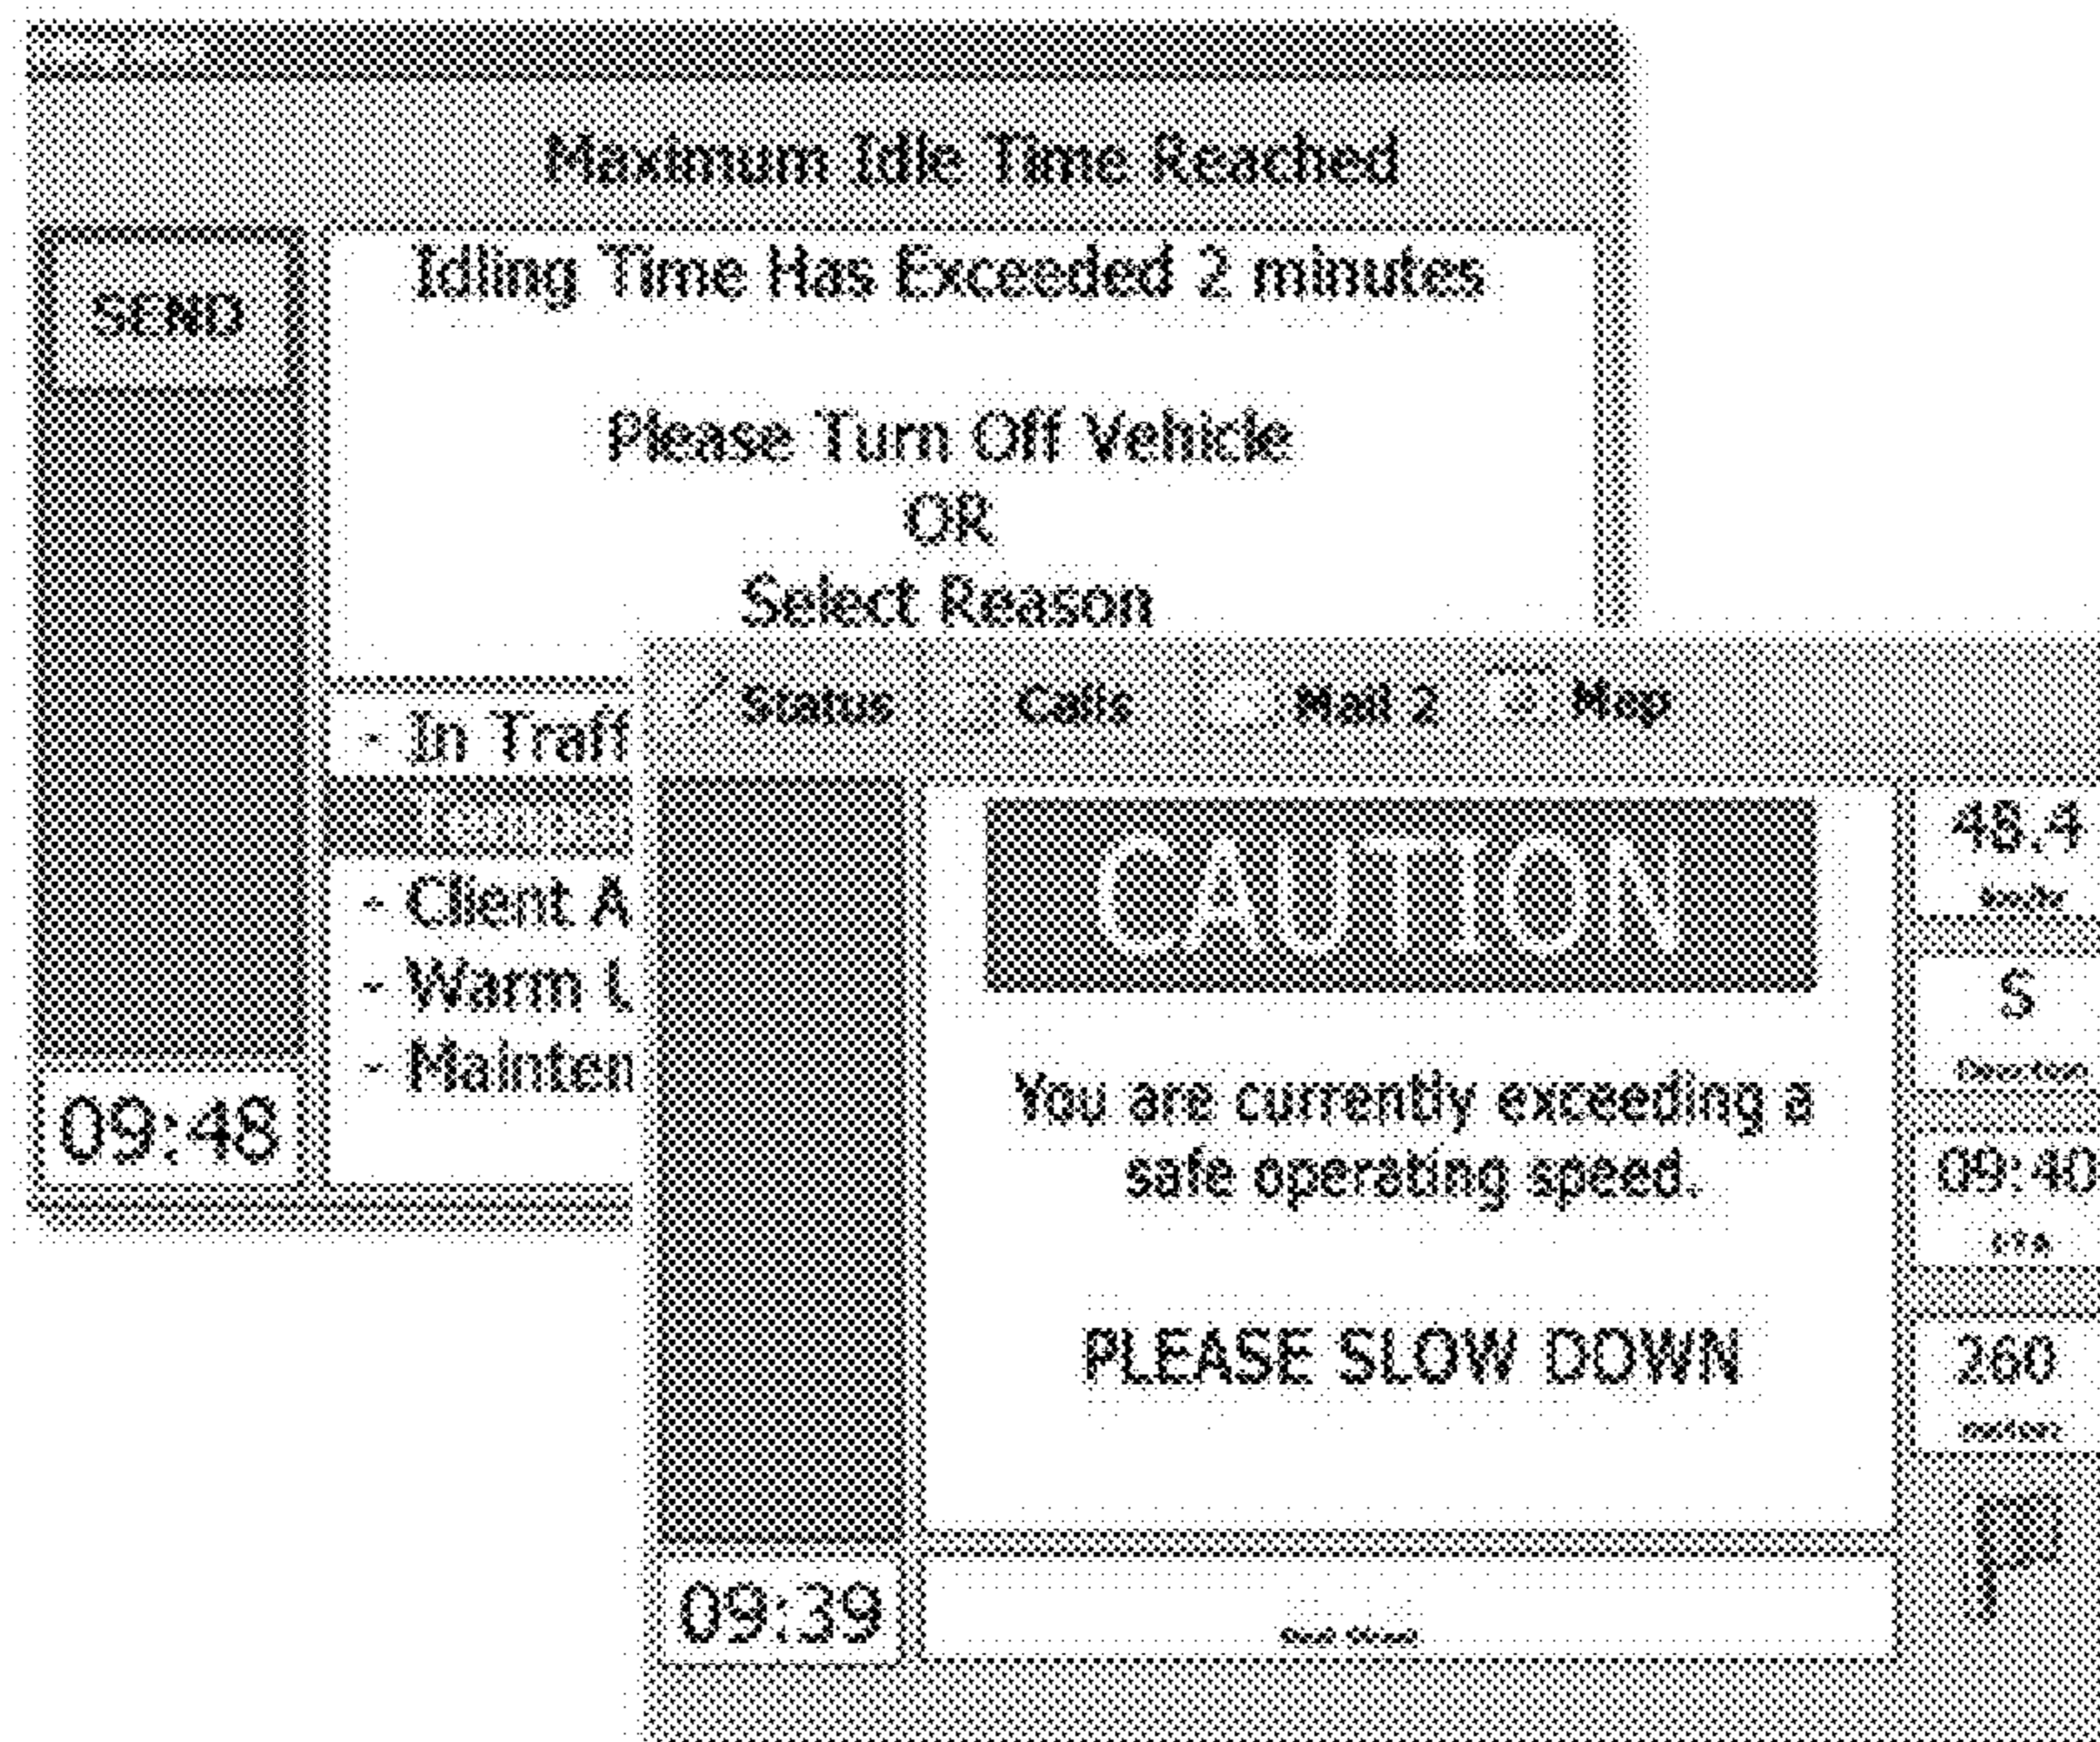 Maximum Idle Time Reached
SEND
Idling Time Has Exceeded 2 minutes
Please Turn Off Vehicle
OR
Select Reason
- In Traff
- Client A
- Warm U
- Mainten
09:48
Status Calls Mail 2 Map
CAUTION
You are currently exceeding a
safe operating speed.
PLEASE SLOW DOWN
09:39
48.4
S
Direction
09:40
ETA
260